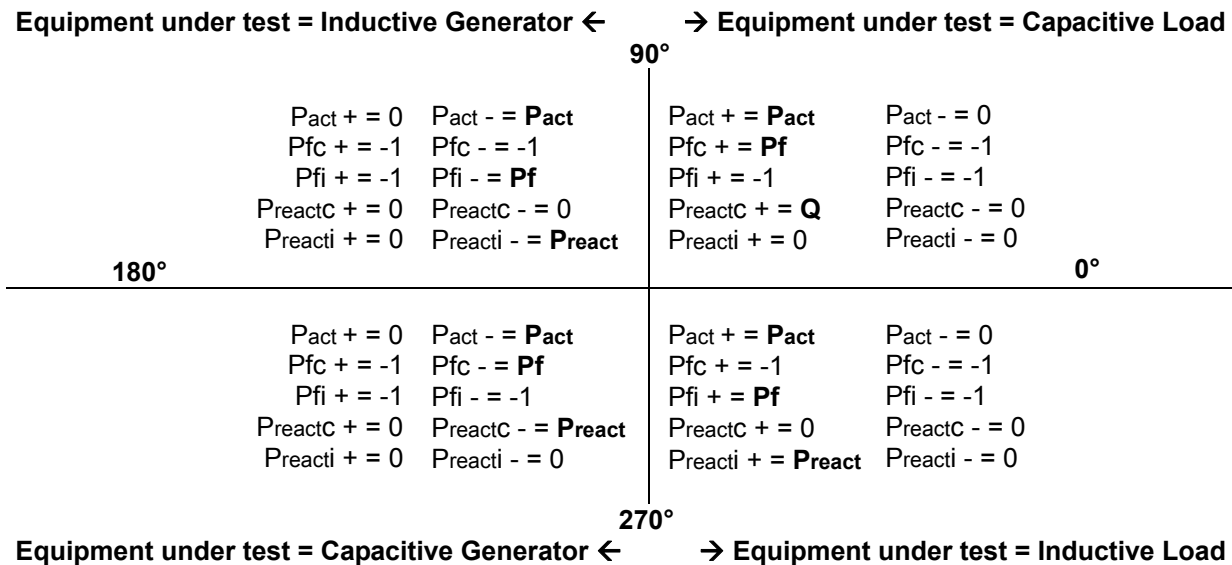 Equipment under test = Inductive Generator ← → Equipment under test = Capacitive Load
90°
Pact + = 0 Pact - = Pact Pact + = Pact Pact - = 0
Pfc + = -1 Pfc - = -1 Pfc + = Pf Pfc - = -1
Pfi + = -1 Pfi - = Pf Pfi + = -1 Pfi - = -1
Preactc + = 0 Preactc - = 0 Preactc + = Q Preactc - = 0
Preacti + = 0 Preacti - = Preact Preacti + = 0 Preacti - = 0
180° 0°
Pact + = 0 Pact - = Pact Pact + = Pact Pact - = 0
Pfc + = -1 Pfc - = Pf Pfc + = -1 Pfc - = -1
Pfi + = -1 Pfi - = -1 Pfi + = Pf Pfi - = -1
Preactc + = 0 Preactc - = Preact Preactc + = 0 Preactc - = 0
Preacti + = 0 Preacti - = 0 Preacti + = Preact Preacti - = 0
270°
Equipment under test = Capacitive Generator ← → Equipment under test = Inductive Load